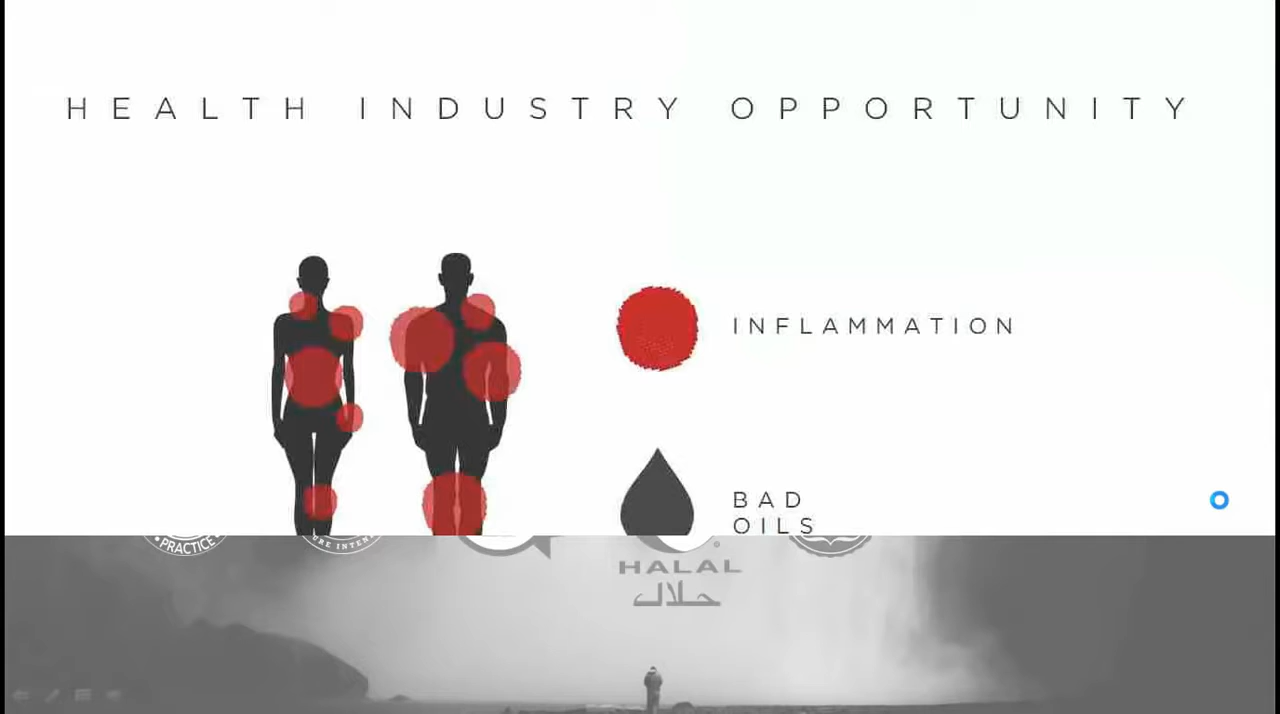 HEALTH INDUSTRY OPPORTUNITY
INFLAMMATION
BAD
OILS
PRACTICE
HALAL
حلال